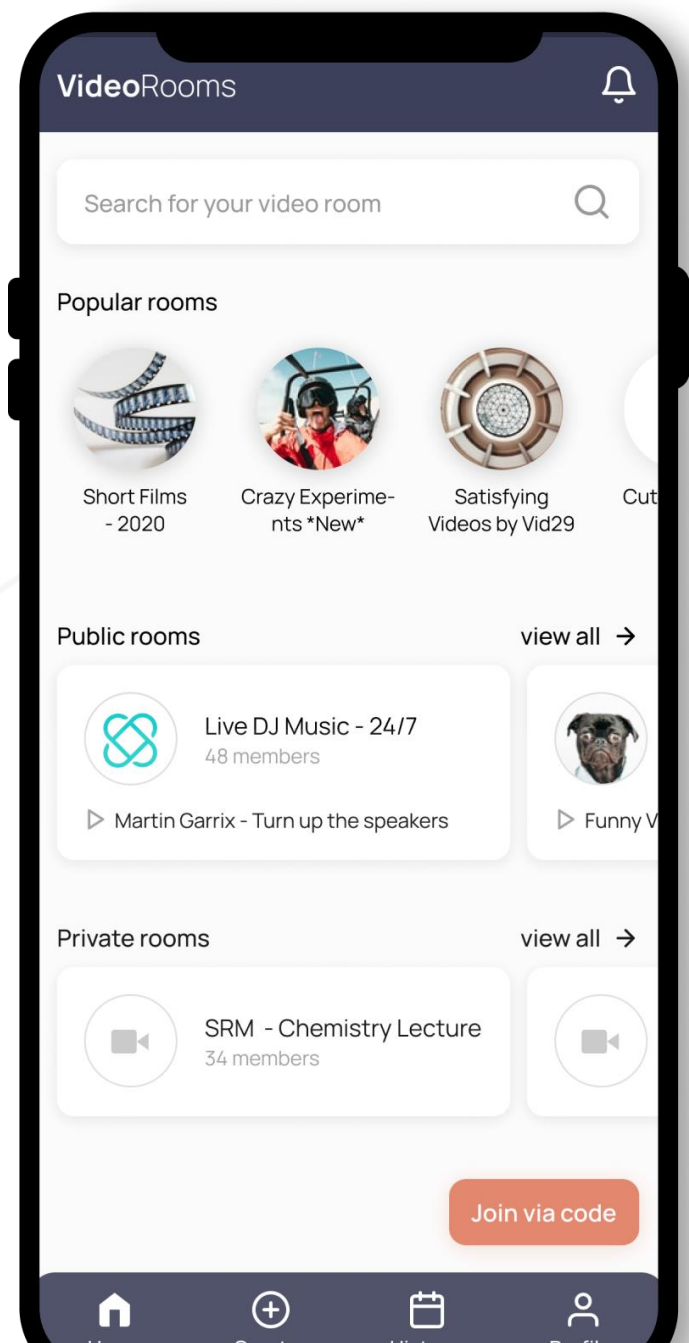 VideoRooms
Search for your video room
Popular rooms
Short Films
- 2020
Crazy Experime-
nts *New*
Satisfying
Videos by Vid29
Cut
Public rooms
view all
Live DJ Music - 24/7
48 members
Martin Garrix - Turn up the speakers
Funny V
Private rooms
view all
SRM - Chemistry Lecture
34 members
Join via code